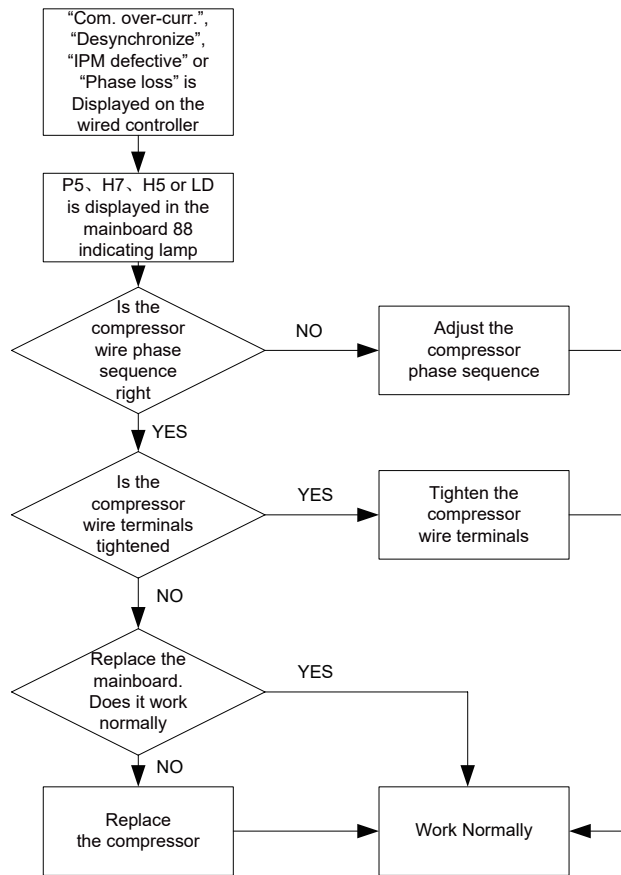 “Com. over-curr.”,
“Desynchronize”,
“IPM defective” or
“Phase loss” is
Displayed on the
wired controller
P5、H7、H5 or LD
is displayed in the
mainboard 88
indicating lamp
Is the
compressor
wire phase
sequence
right
NO
Adjust the
compressor
phase sequence
YES
Is the
compressor
wire terminals
tightened
YES
Tighten the
compressor
wire terminals
NO
Replace the
mainboard.
Does it work
normally
YES
NO
Replace
the compressor
Work Normally